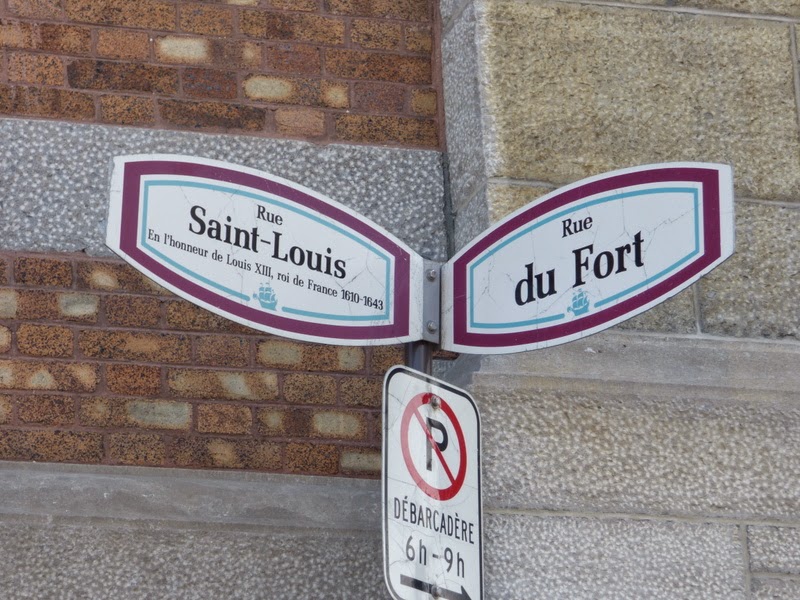 Rue
Saint-Louis
En l'honneur de Louis XIII, roi de France 1610-1643
Rue
du Fort
P
DÉBARCADÈRE
6h-9h